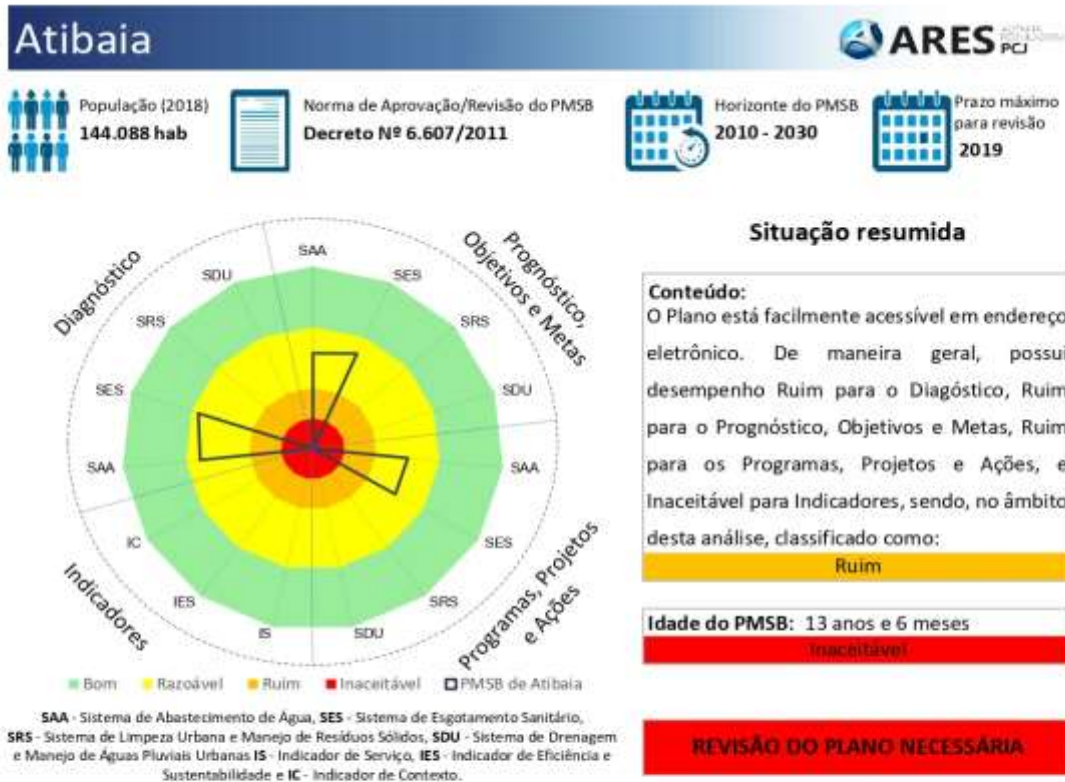 Atibaia
ARES
PCJ
População (2018)
144.088 hab
Norma de Aprovação/Revisão do PMSB
Decreto Nº 6.607/2011
Horizonte do PMSB
2010 - 2030
Prazo máximo
para revisão
2019
Diagnóstico
Prognóstico,
Objetivos e Metas
Programas, Projetos
e Ações
Indicadores
SAA
SES
SRS
SDU
SAA
SES
SRS
SDU
IS
IES
IC
SAA
SES
SRS
SDU
Bom
Razoável
Ruim
Inaceitável
PMSB de Atibaia
SAA - Sistema de Abastecimento de Água, SES - Sistema de Esgotamento Sanitário,
SRS - Sistema de Limpeza Urbana e Manejo de Resíduos Sólidos, SDU - Sistema de Drenagem
e Manejo de Águas Pluviais Urbanas IS - Indicador de Serviço, IES - Indicador de Eficiência e
Sustentabilidade e IC - Indicador de Contexto.
Situação resumida
Conteúdo:
O Plano está facilmente acessível em endereço
eletrônico. De maneira geral, possui
desempenho Ruim para o Diagóstico, Ruim
para o Prognóstico, Objetivos e Metas, Ruim
para os Programas, Projetos e Ações, e
Inaceitável para Indicadores, sendo, no âmbito
desta análise, classificado como:
Ruim
Idade do PMSB: 13 anos e 6 meses
Inaceitável
REVISÃO DO PLANO NECESSÁRIA